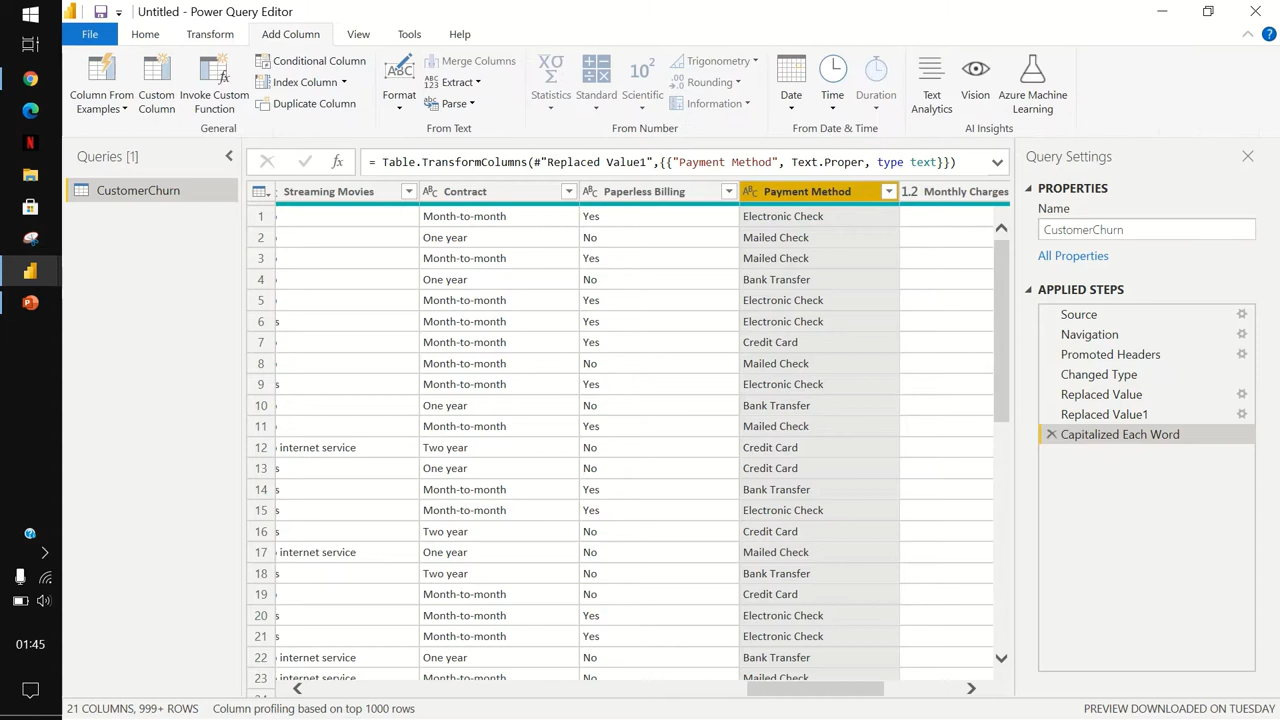 Untitled - Power Query Editor
File Home Transform Add Column View Tools Help
Column From Examples
Custom Column
Invoke Custom Function
Conditional Column
Index Column
Duplicate Column
General
Format
Merge Columns
Extract
Parse
From Text
Statistics
Standard
Scientific
Trigonometry
Rounding
Information
From Number
Date
Time
Duration
From Date & Time
Text Analytics
Vision
Azure Machine Learning
AI Insights
Queries [1]
CustomerChurn
= Table.TransformColumns(#"Replaced Value1",{{"Payment Method", Text.Proper, type text}})
Streaming Movies Contract Paperless Billing Payment Method 1.2 Monthly Charges
1 Month-to-month Yes Electronic Check
2 One year No Mailed Check
3 Month-to-month Yes Mailed Check
4 One year No Bank Transfer
5 Month-to-month Yes Electronic Check
6 s Month-to-month Yes Electronic Check
7 Month-to-month Yes Credit Card
8 Month-to-month No Mailed Check
9 s Month-to-month Yes Electronic Check
10 One year No Bank Transfer
11 Month-to-month Yes Mailed Check
12 internet service Two year No Credit Card
13 s One year No Credit Card
14 s Month-to-month Yes Bank Transfer
15 s Month-to-month Yes Electronic Check
16 s Two year No Credit Card
17 internet service One year No Mailed Check
18 s Two year No Bank Transfer
19 Month-to-month No Credit Card
20 s Month-to-month Yes Electronic Check
21 s Month-to-month Yes Electronic Check
22 internet service One year No Bank Transfer
23 internet service Month-to-month No Mailed Check
Query Settings
PROPERTIES
Name
CustomerChurn
All Properties
APPLIED STEPS
Source
Navigation
Promoted Headers
Changed Type
Replaced Value
Replaced Value1
Capitalized Each Word
01:45
21 COLUMNS, 999+ ROWS Column profiling based on top 1000 rows PREVIEW DOWNLOADED ON TUESDAY